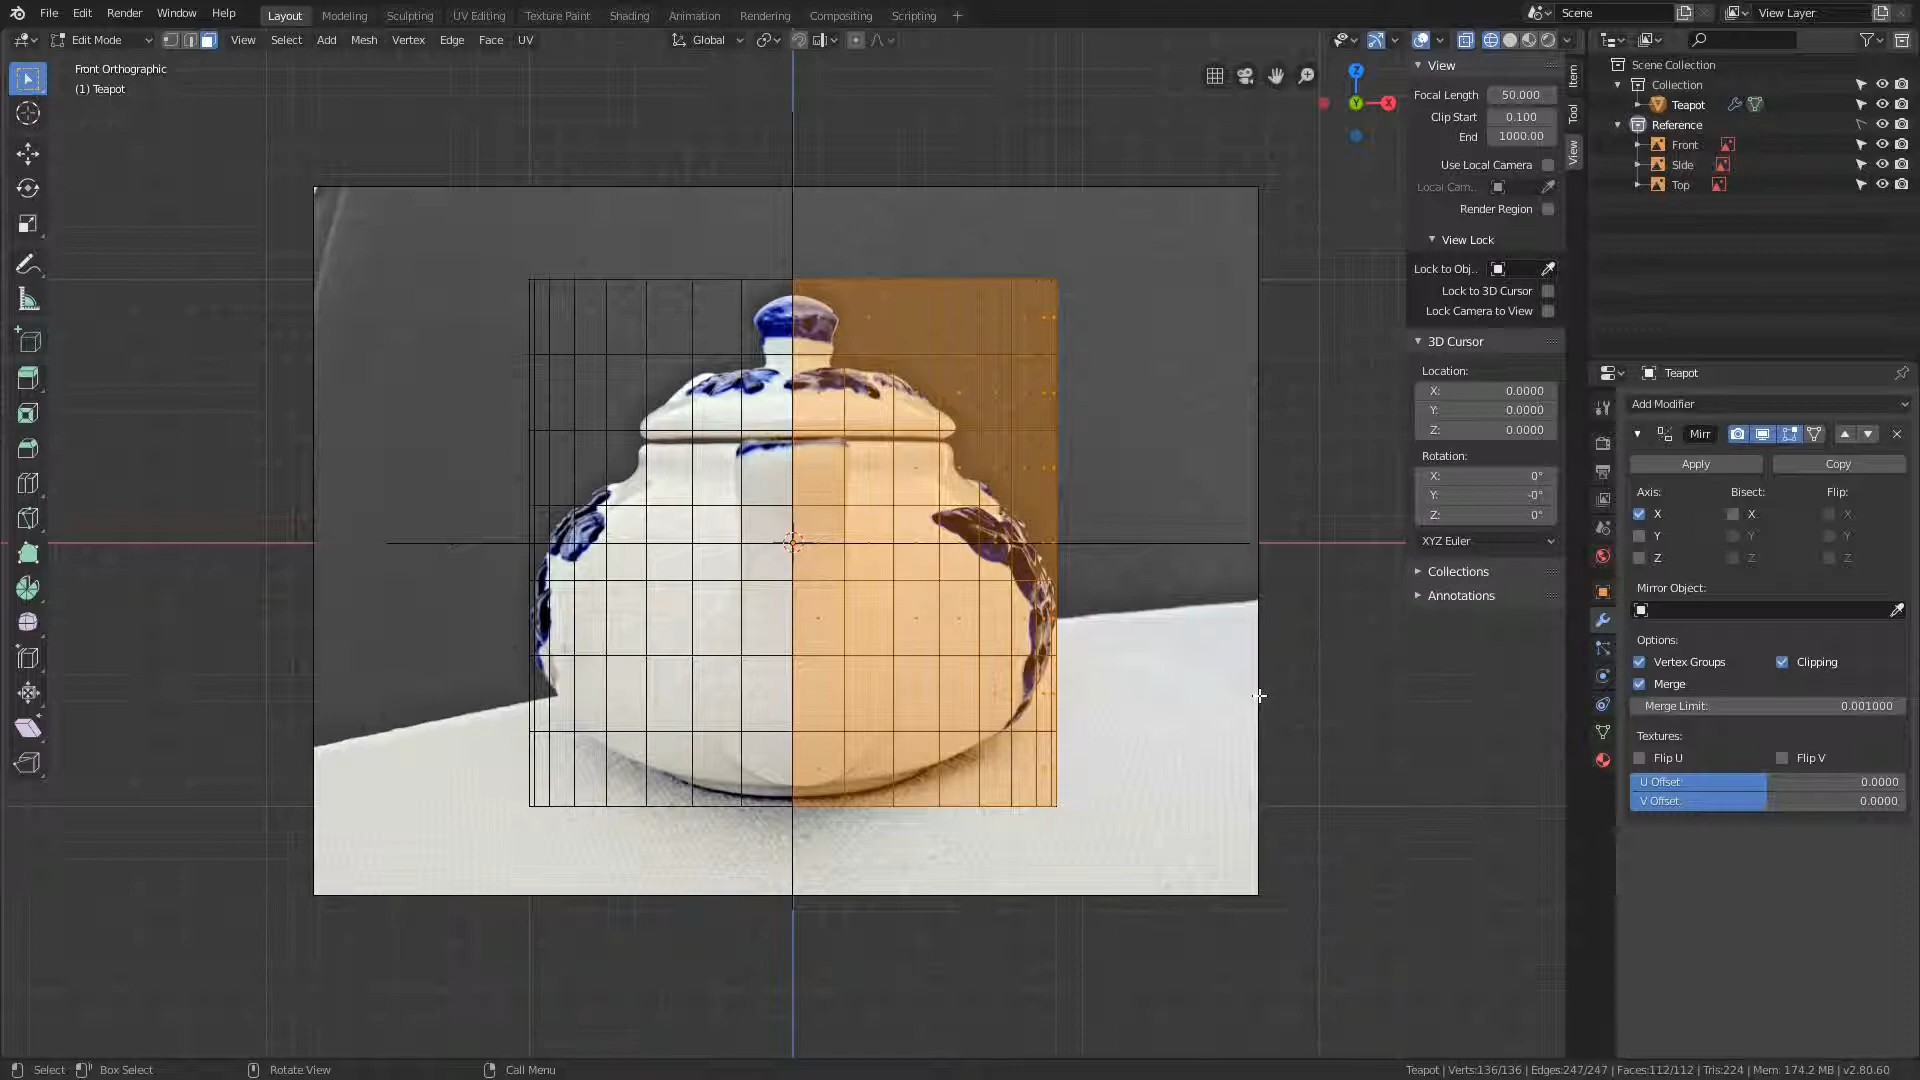 File Edit Render Window Help Layout Modeling Sculpting UV Editing Texture Paint Shading Animation Rendering Compositing Scripting + Scene View Layer
Edit Mode View Select Add Mesh Vertex Edge Face UV Global
Front Orthographic
(1) Teapot
Z
Y
X
View
Focal Length 50.000
Clip Start 0.100
End 1000.00
Use Local Camera
Local Cam..
Render Region
View Lock
Lock to Obj..
Lock to 3D Cursor
Lock Camera to View
3D Cursor
Location:
X: 0.0000
Y: 0.0000
Z: 0.0000
Rotation:
X: 0°
Y: -0°
Z: 0°
XYZ Euler
Collections
Annotations
Item
Tool
View
Scene Collection
Collection
Teapot
Reference
Front
SIde
Top
Teapot
Add Modifier
Mirr
Apply Copy
Axis: Bisect: Flip:
X X X
Y Y Y
Z Z Z
Mirror Object:
Options:
Vertex Groups Clipping
Merge
Merge Limit: 0.001000
Textures:
Flip U Flip V
U Offset: 0.0000
V Offset: 0.0000
Select Box Select Rotate View Call Menu Teapot | Verts:136/136 | Edges:247/247 | Faces:112/112 | Tris:224 | Mem: 174.2 MB | v2.80.60